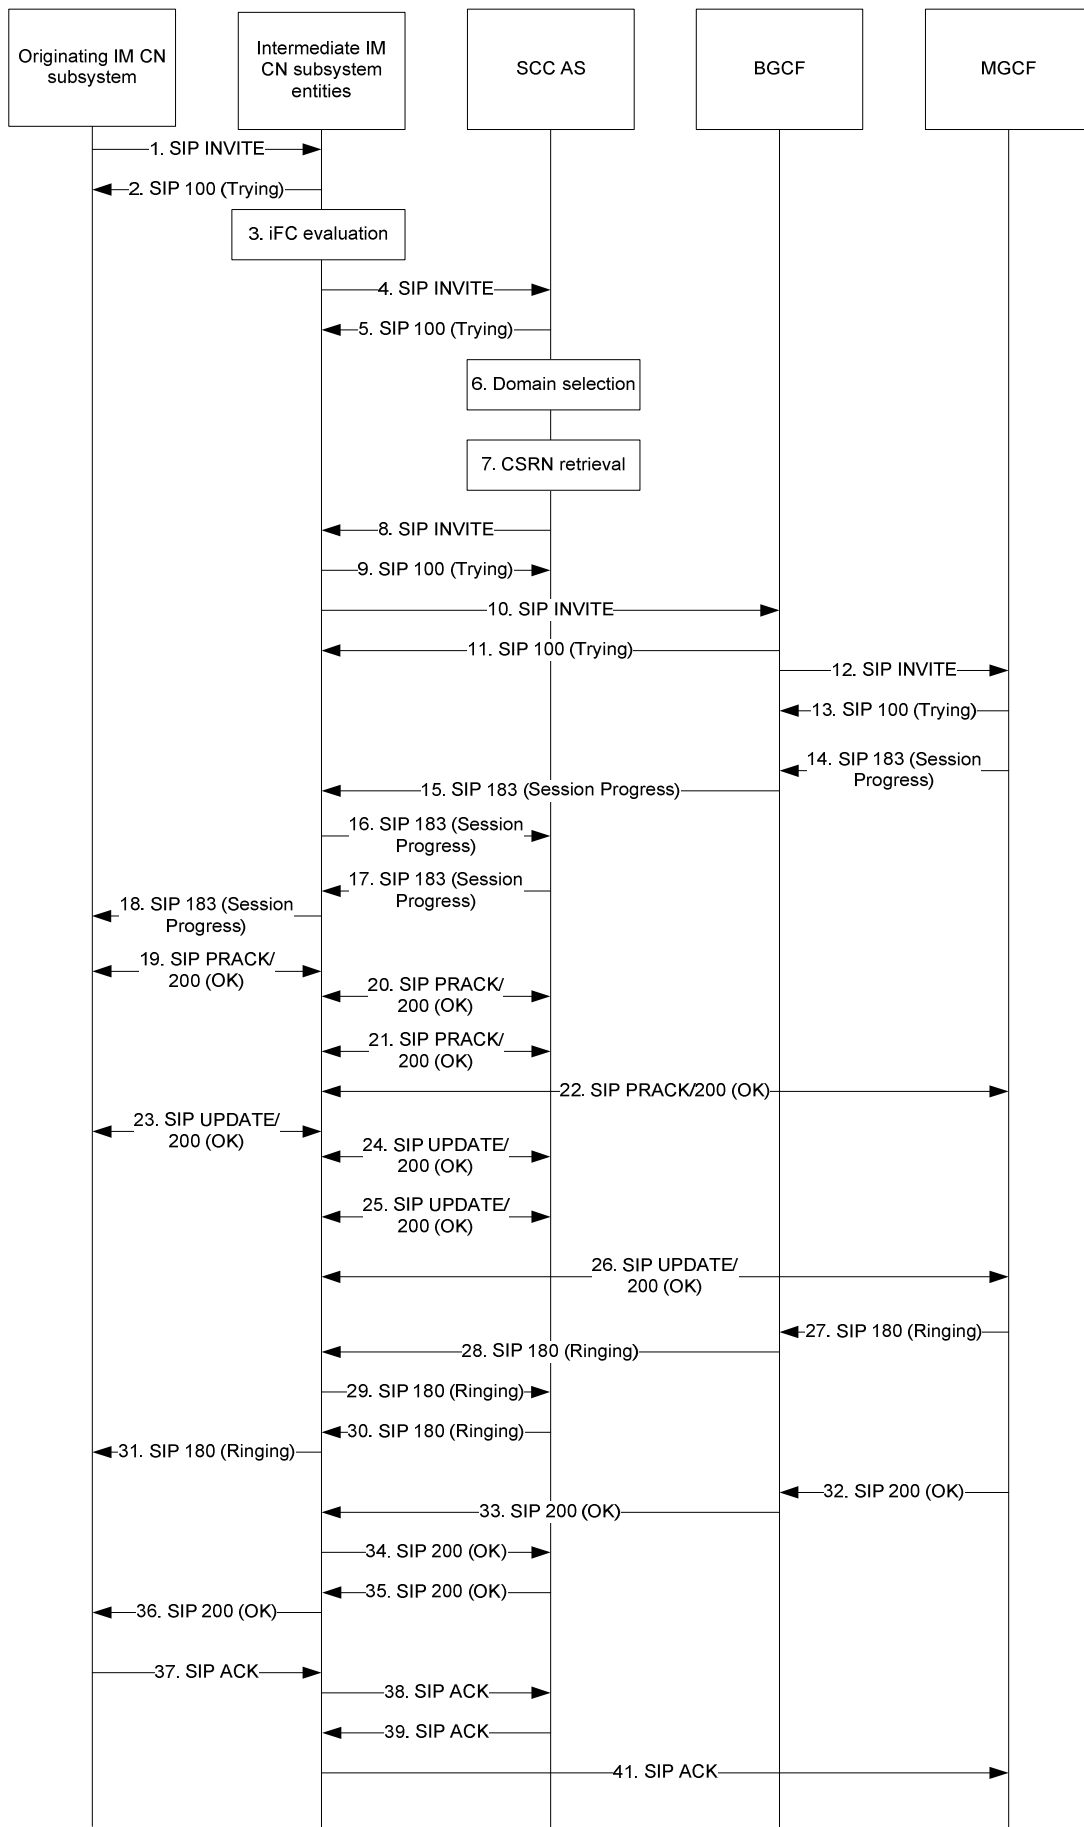 Originating IM CN
subsystem
Intermediate IM
CN subsystem
entities
SCC AS
BGCF
MGCF
1. SIP INVITE
2. SIP 100 (Trying)
3. iFC evaluation
4. SIP INVITE
5. SIP 100 (Trying)
6. Domain selection
7. CSRN retrieval
8. SIP INVITE
9. SIP 100 (Trying)
10. SIP INVITE
11. SIP 100 (Trying)
12. SIP INVITE
13. SIP 100 (Trying)
14. SIP 183 (Session
Progress)
15. SIP 183 (Session Progress)
16. SIP 183 (Session
Progress)
17. SIP 183 (Session
Progress)
18. SIP 183 (Session
Progress)
19. SIP PRACK/
200 (OK)
20. SIP PRACK/
200 (OK)
21. SIP PRACK/
200 (OK)
22. SIP PRACK/200 (OK)
23. SIP UPDATE/
200 (OK)
24. SIP UPDATE/
200 (OK)
25. SIP UPDATE/
200 (OK)
26. SIP UPDATE/
200 (OK)
27. SIP 180 (Ringing)
28. SIP 180 (Ringing)
29. SIP 180 (Ringing)
30. SIP 180 (Ringing)
31. SIP 180 (Ringing)
32. SIP 200 (OK)
33. SIP 200 (OK)
34. SIP 200 (OK)
35. SIP 200 (OK)
36. SIP 200 (OK)
37. SIP ACK
38. SIP ACK
39. SIP ACK
41. SIP ACK